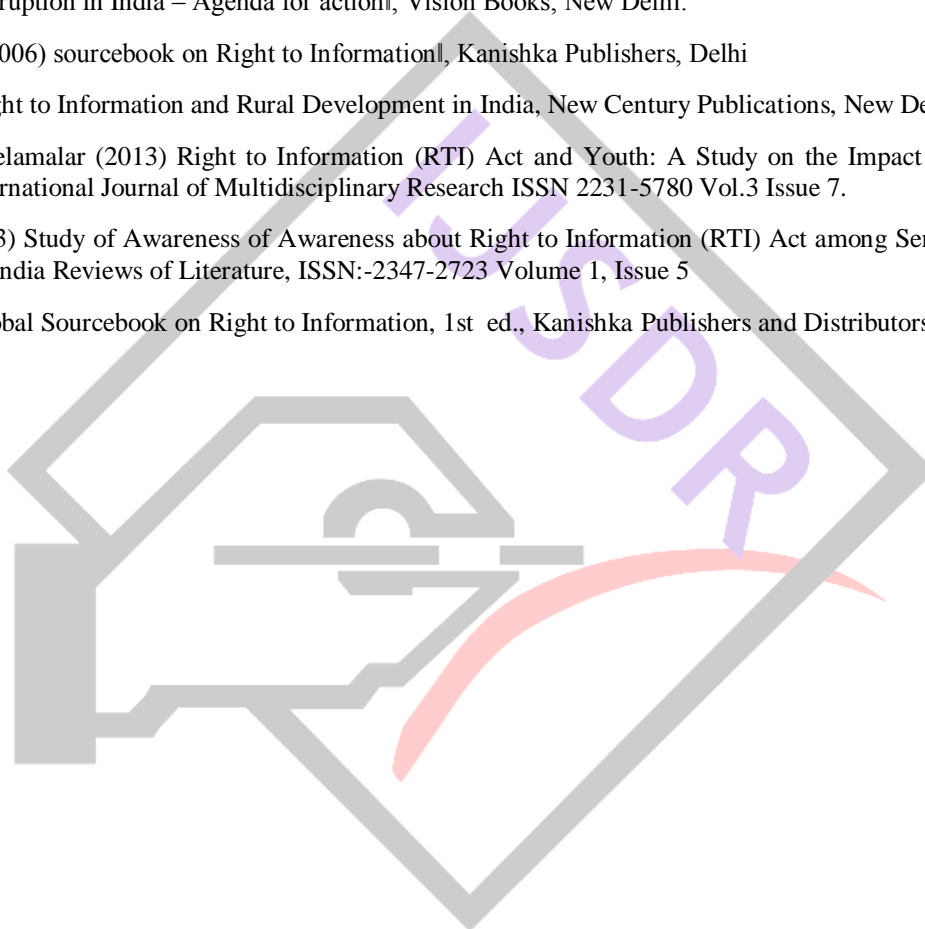 ruption in India – Agenda for action‖, Vision Books, New Delhi.
006) sourcebook on Right to Information‖, Kanishka Publishers, Delhi
ght to Information and Rural Development in India, New Century Publications, New De
elamalar (2013) Right to Information (RTI) Act and Youth: A Study on the Impact
ernational Journal of Multidisciplinary Research ISSN 2231-5780 Vol.3 Issue 7.
3) Study of Awareness of Awareness about Right to Information (RTI) Act among Ser
ndia Reviews of Literature, ISSN:-2347-2723 Volume 1, Issue 5
obal Sourcebook on Right to Information, 1st ed., Kanishka Publishers and Distributors
IJSDR